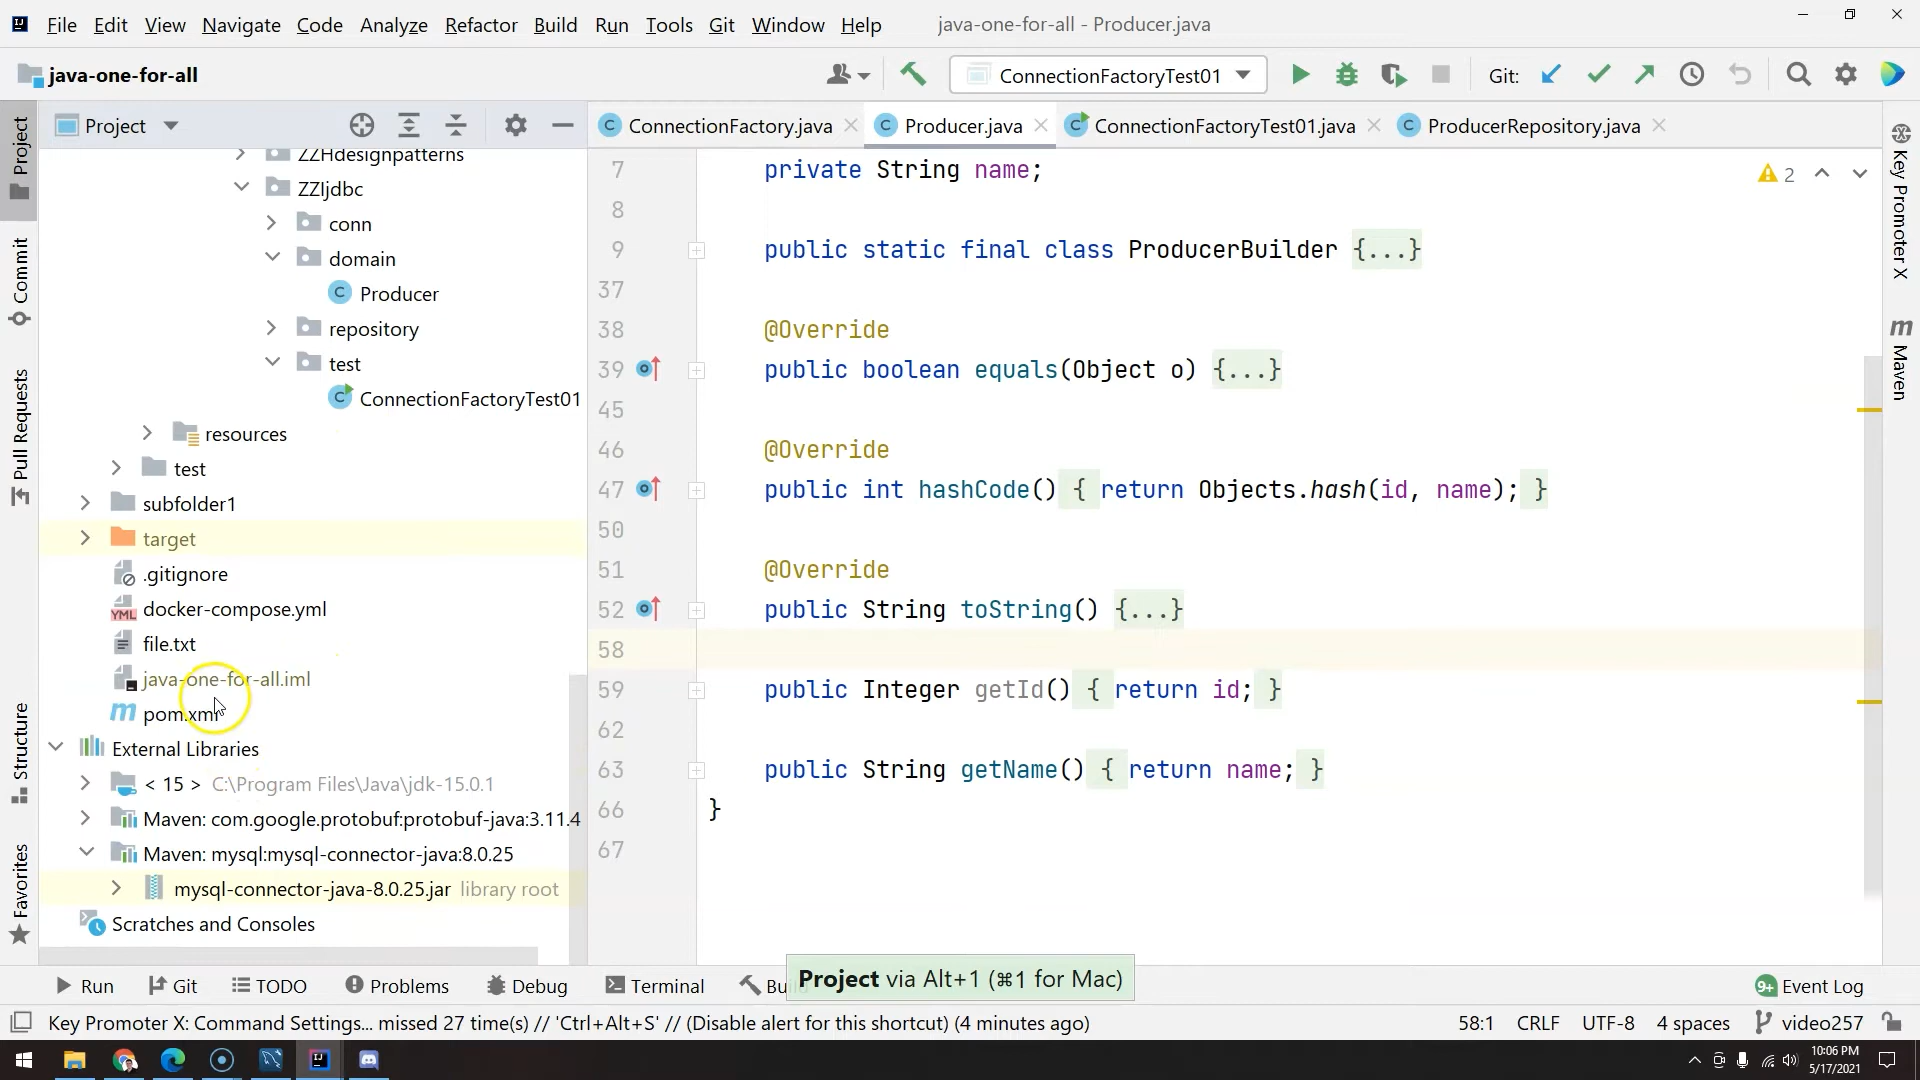 File Edit View Navigate Code Analyze Refactor Build Run Tools Git Window Help java-one-for-all - Producer.java
java-one-for-all ConnectionFactoryTest01 Git:
Project
ConnectionFactory.java Producer.java ConnectionFactoryTest01.java ProducerRepository.java
Project
Commit
Pull Requests
Structure
Favorites
ZZHdesignpatterns
ZZIjdbc
conn
domain
Producer
repository
test
ConnectionFactoryTest01
resources
test
subfolder1
target
.gitignore
docker-compose.yml
file.txt
java-one-for-all.iml
pom.xml
External Libraries
< 15 > C:\Program Files\Java\jdk-15.0.1
Maven: com.google.protobuf:protobuf-java:3.11.4
Maven: mysql:mysql-connector-java:8.0.25
mysql-connector-java-8.0.25.jar library root
Scratches and Consoles
7 private String name;
8
9 public static final class ProducerBuilder {...}
37
38 @Override
39 public boolean equals(Object o) {...}
45
46 @Override
47 public int hashCode() { return Objects.hash(id, name); }
50
51 @Override
52 public String toString() {...}
58
59 public Integer getId() { return id; }
62
63 public String getName() { return name; }
66 }
67
2
Key Promoter X
Maven
Run Git TODO Problems Debug Terminal Project via Alt+1 (⌘1 for Mac) 9+ Event Log
Key Promoter X: Command Settings... missed 27 time(s) // 'Ctrl+Alt+S' // (Disable alert for this shortcut) (4 minutes ago) 58:1 CRLF UTF-8 4 spaces video257
10:06 PM
5/17/2021